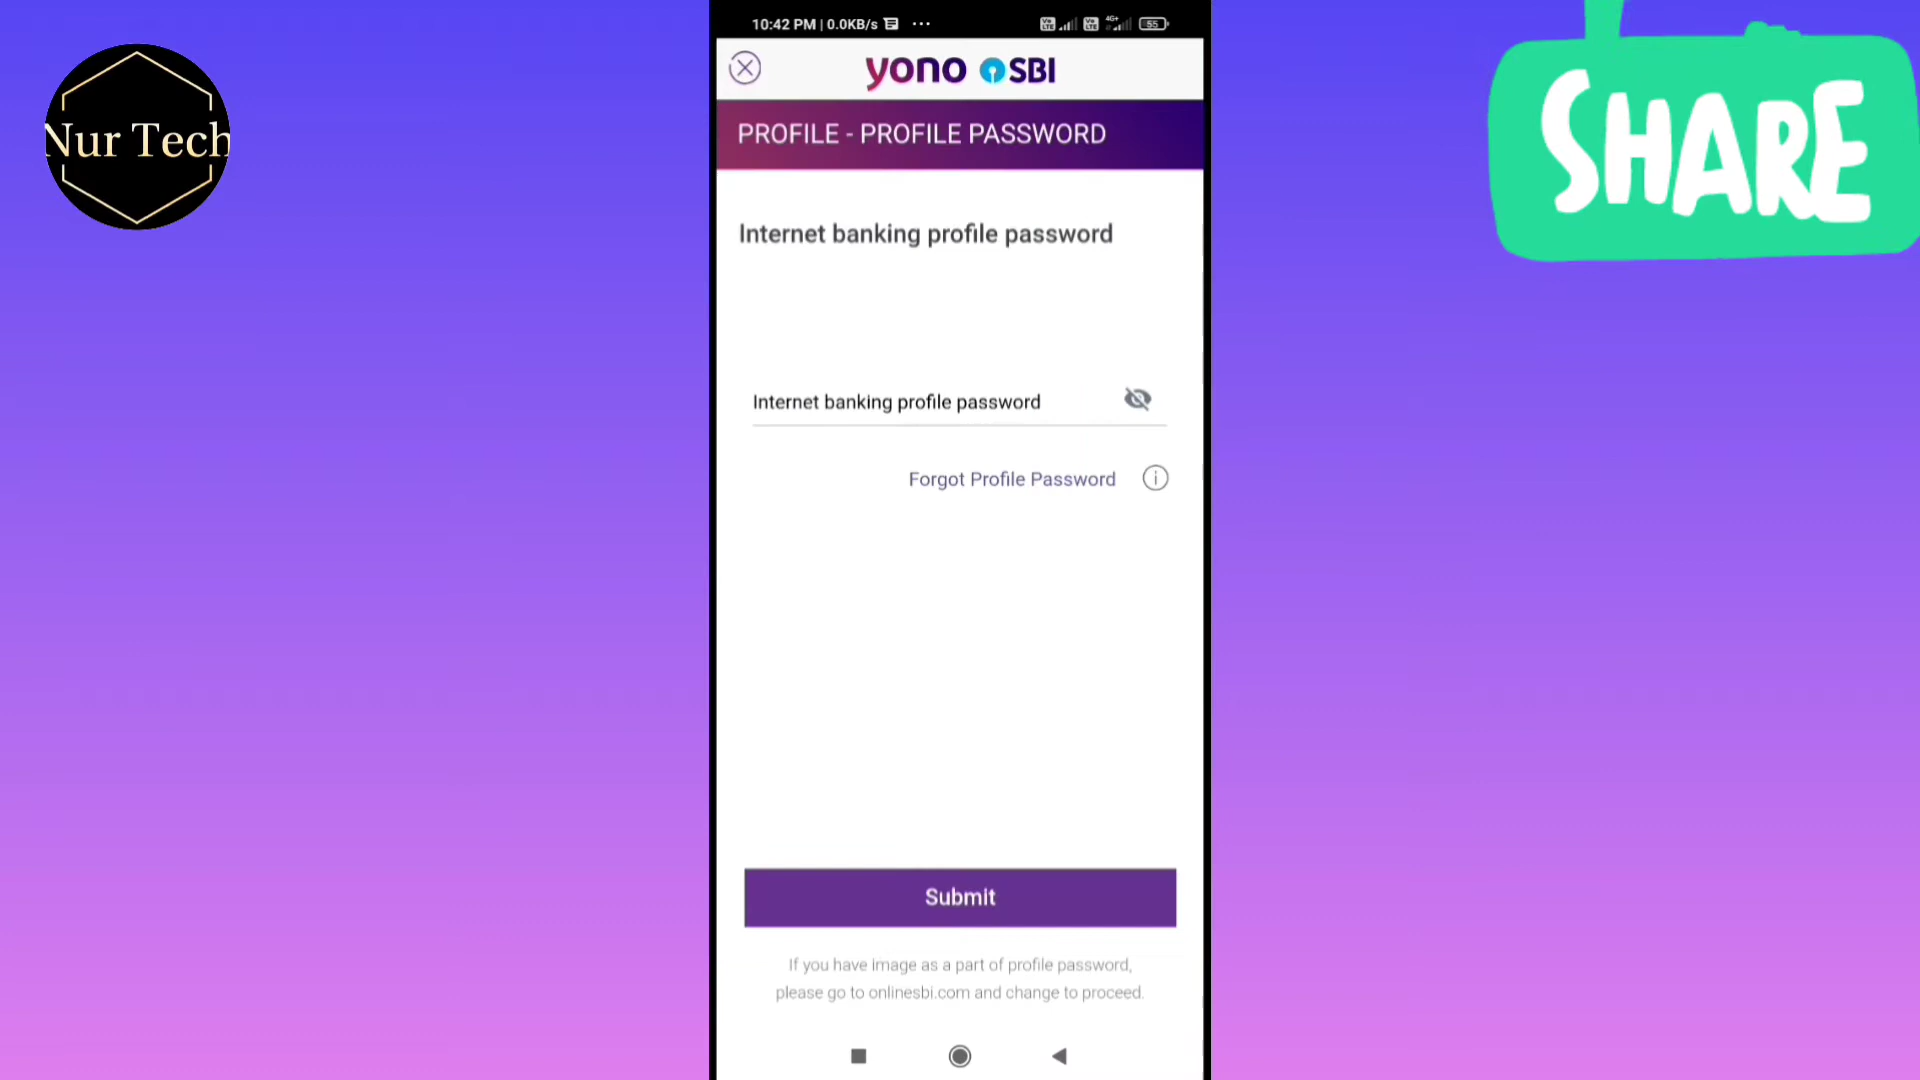 10:42 PM | 0.0KB/s ...
4G+
55
Nur Tech
SHARE
yono SBI
PROFILE - PROFILE PASSWORD
Internet banking profile password
Internet banking profile password
Forgot Profile Password
Submit
If you have image as a part of profile password,
please go to onlinesbi.com and change to proceed.